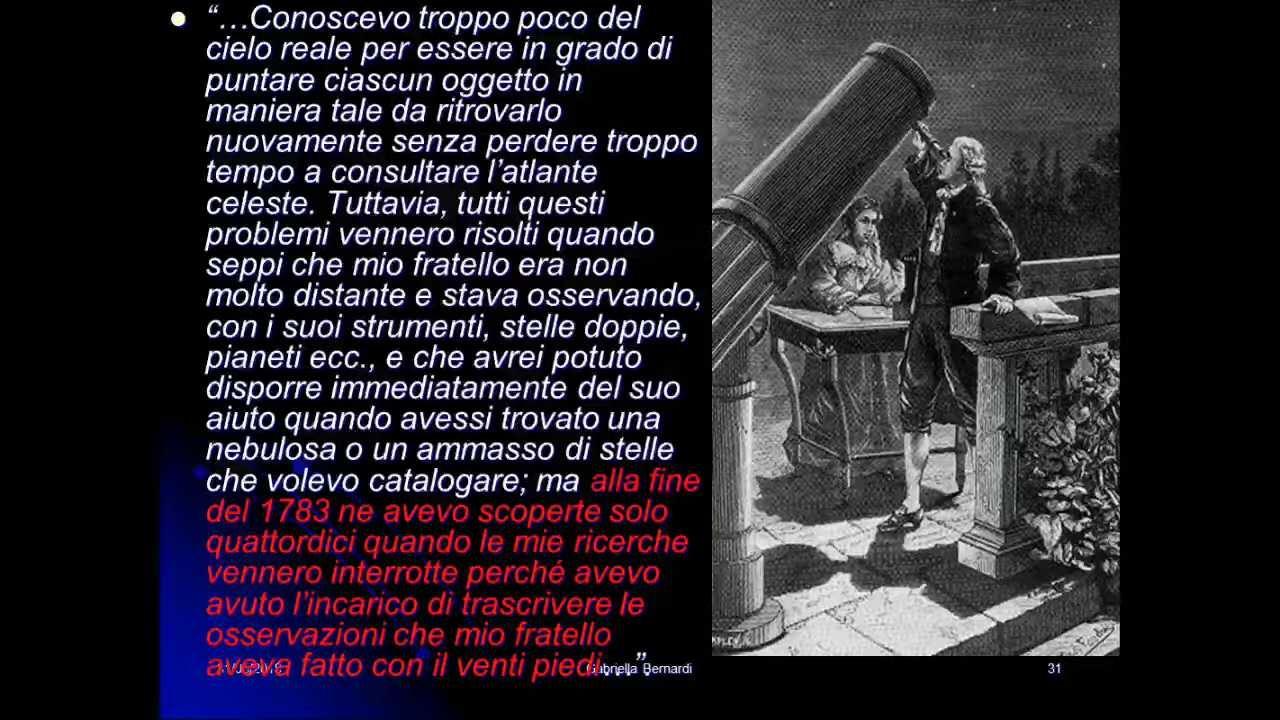 “…Conoscevo troppo poco del
cielo reale per essere in grado di
puntare ciascun oggetto in
maniera tale da ritrovarlo
nuovamente senza perdere troppo
tempo a consultare l’atlante
celeste. Tuttavia, tutti questi
problemi vennero risolti quando
seppi che mio fratello era non
molto distante e stava osservando,
con i suoi strumenti, stelle doppie,
pianeti ecc., e che avrei potuto
disporre immediatamente del suo
aiuto quando avessi trovato una
nebulosa o un ammasso di stelle
che volevo catalogare; ma alla fine
del 1783 ne avevo scoperte solo
quattordici quando le mie ricerche
vennero interrotte perché avevo
avuto l’incarico di trascrivere le
osservazioni che mio fratello
aveva fatto con il venti piedi…”.
Gabriella Bernardi
31